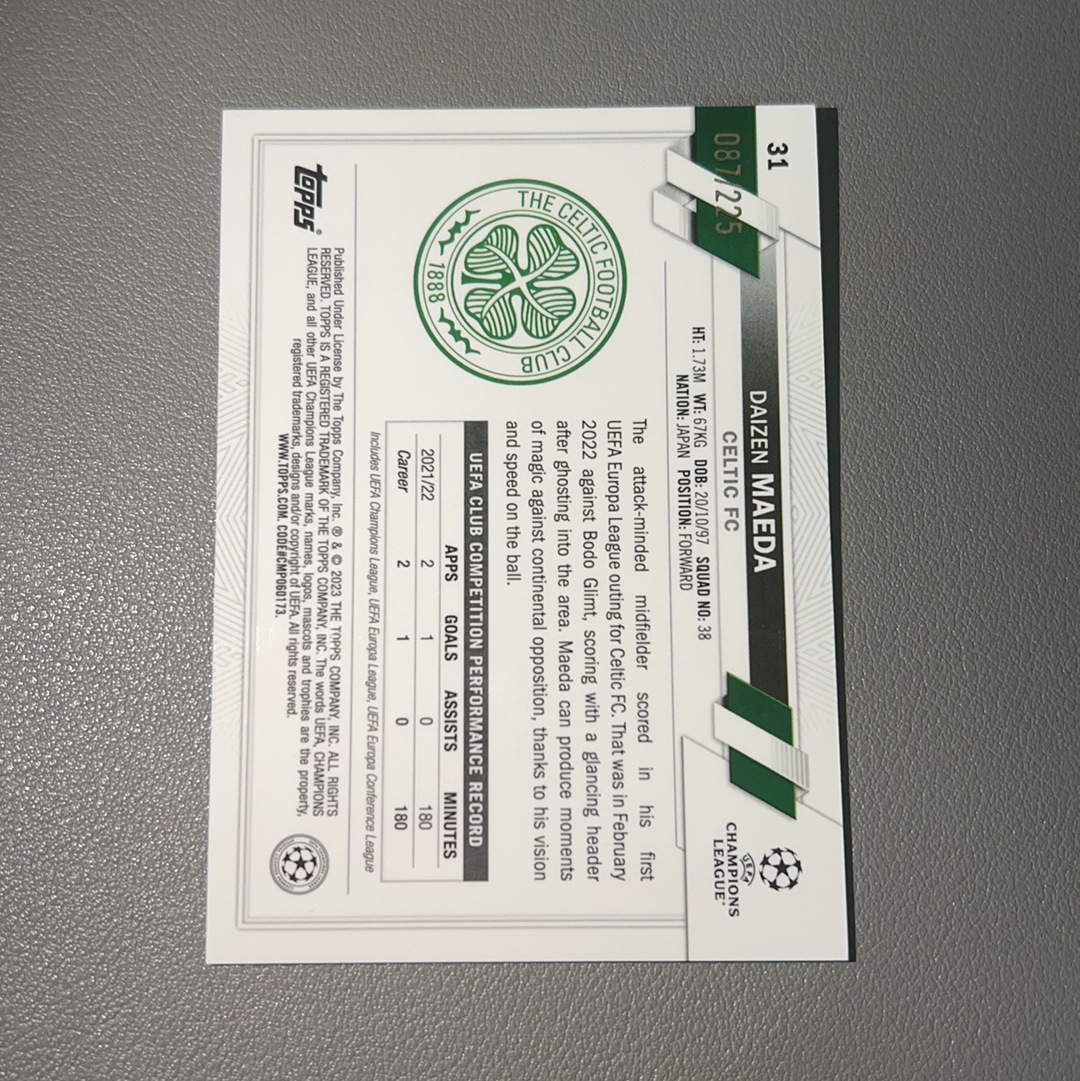 31
087/225
DAIZEN MAEDA
CELTIC FC
HT: 1.73M WT: 67KG DOB: 20/10/97 SQUAD NO: 38
NATION: JAPAN POSITION: FORWARD
UEFA
CHAMPIONS
LEAGUE®
THE CELTIC FOOTBALL CLUB
1888
The attack-minded midfielder scored in his first
UEFA Europa League outing for Celtic FC. That was in February
2022 against Bodo Glimt, scoring with a glancing header
after ghosting into the area. Maeda can produce moments
of magic against continental opposition, thanks to his vision
and speed on the ball.
UEFA CLUB COMPETITION PERFORMANCE RECORD
APPS GOALS ASSISTS MINUTES
2021/22 2 1 0 180
Career 2 1 0 180
Includes UEFA Champions League, UEFA Europa League, UEFA Europa Conference League
topps®
Published Under License by The Topps Company, Inc. ® & © 2023 THE TOPPS COMPANY, INC. ALL RIGHTS
RESERVED. TOPPS IS A REGISTERED TRADEMARK OF THE TOPPS COMPANY, INC. The words UEFA, CHAMPIONS
LEAGUE, and all other UEFA Champions League marks, names, logos, mascots and trophies are the property,
registered trademarks, designs and/or copyright of UEFA. All rights reserved.
WWW.TOPPS.COM. CODE#CMP060173.